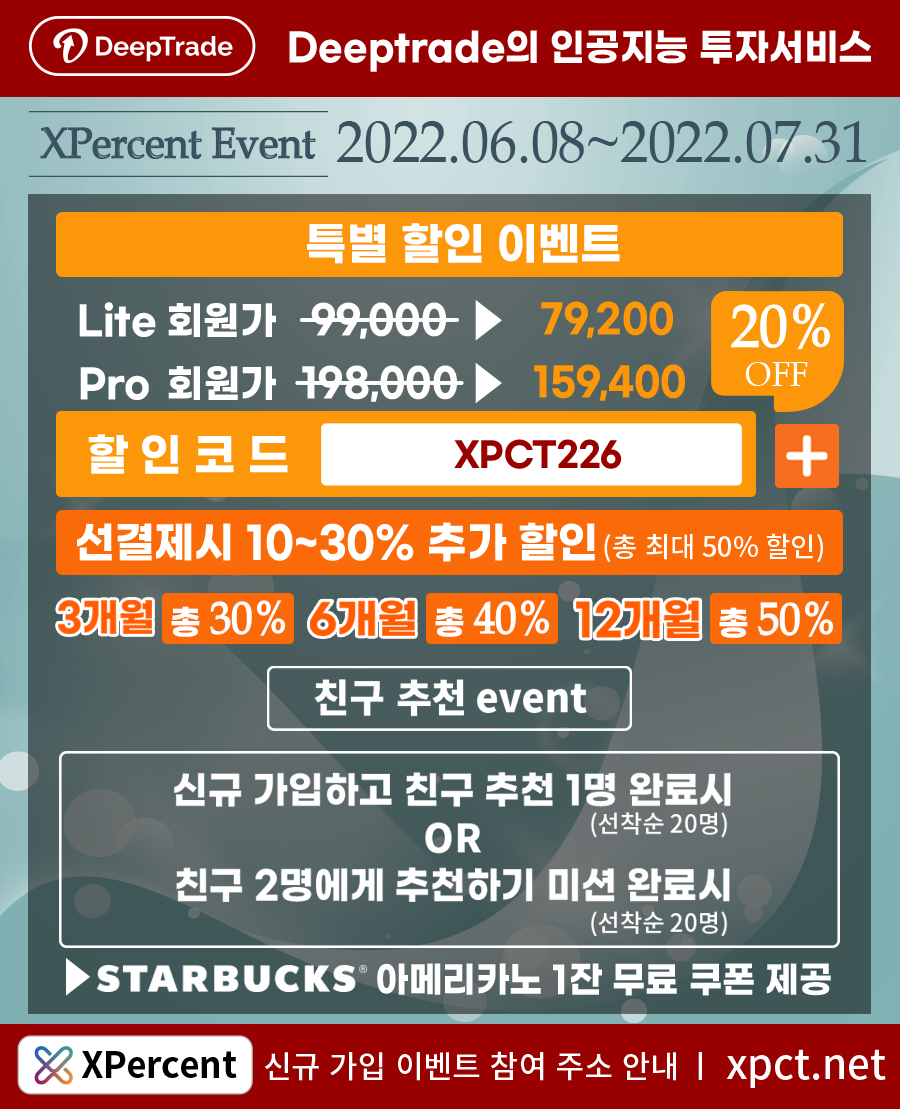 DeepTrade Deeptrade의 인공지능 투자서비스
XPercent Event 2022.06.08~2022.07.31
특별 할인 이벤트
Lite 회원가 99,000 ▶ 79,200
20%
OFF
Pro 회원가 198,000 ▶ 159,400
할인코드 XPCT226 +
선결제시 10~30% 추가 할인 (총 최대 50% 할인)
3개월 총 30% 6개월 총 40% 12개월 총 50%
친구 추천 event
신규 가입하고 친구 추천 1명 완료시
(선착순 20명)
OR
친구 2명에게 추천하기 미션 완료시
(선착순 20명)
▶STARBUCKS® 아메리카노 1잔 무료 쿠폰 제공
XPercent 신규 가입 이벤트 참여 주소 안내 | xpct.net